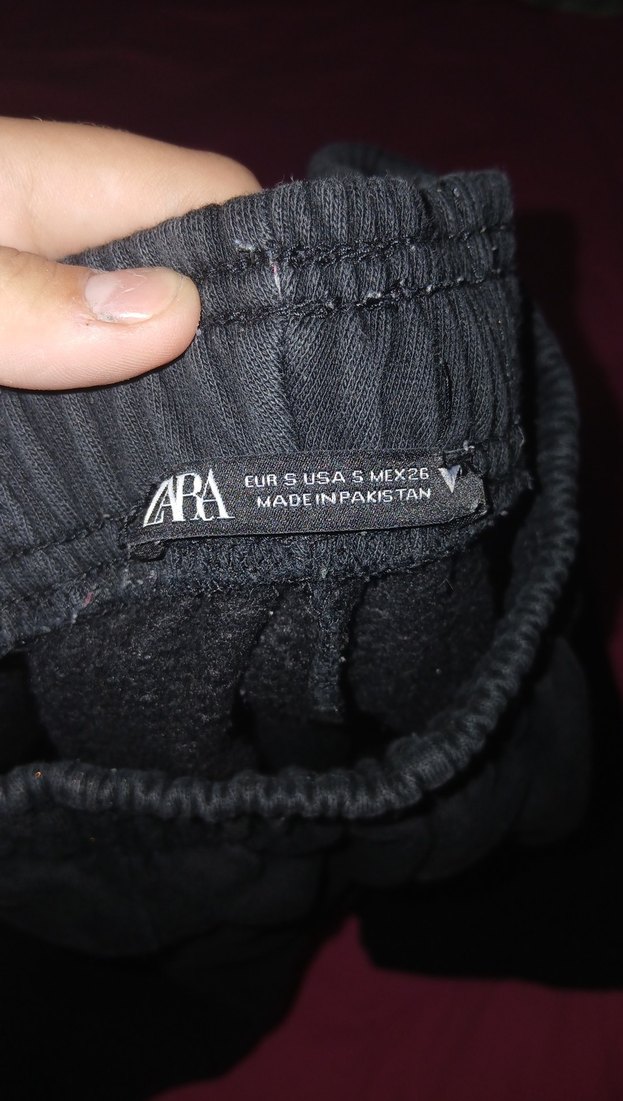 ZARA
EUR S USA S MEX 26
MADE IN PAKISTAN